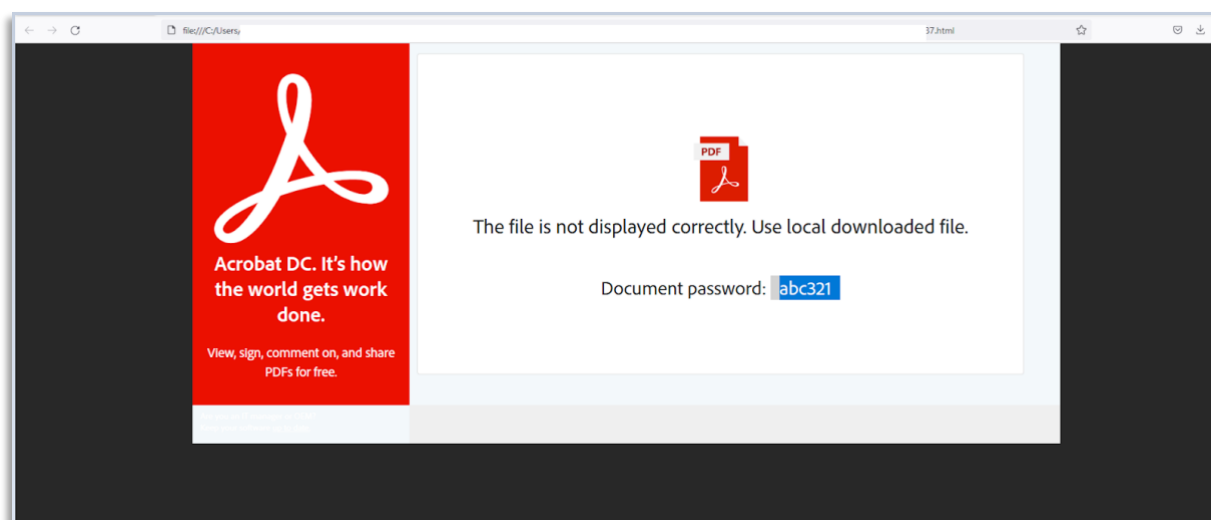 file:///C:/Users/
37.html
Acrobat DC. It's how
the world gets work
done.
View, sign, comment on, and share
PDFs for free.
PDF
The file is not displayed correctly. Use local downloaded file.
Document password: abc321